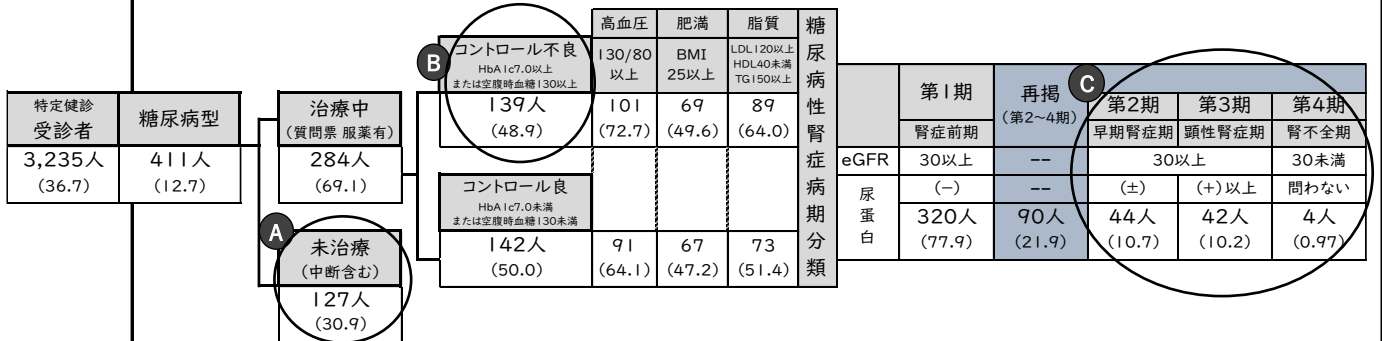 特定健診
受診者
3,235人
(36.7)
糖尿病型
411人
(12.7)
治療中
(質問票 服薬有)
284人
(69.1)
A
未治療
(中断含む)
127人
(30.9)
B
コントロール不良
HbA1c7.0以上
または空腹時血糖130以上
139人
(48.9)
コントロール良
HbA1c7.0未満
または空腹時血糖130未満
142人
(50.0)
高血圧
130/80
以上
101
(72.7)
91
(64.1)
肥満
BMI
25以上
69
(49.6)
67
(47.2)
脂質
LDL120以上
HDL40未満
TG150以上
89
(64.0)
73
(51.4)
糖尿病性腎症病期分類
eGFR
尿蛋白
第1期
腎症前期
30以上
(−)
320人
(77.9)
再掲
(第2~4期)
--
--
90人
(21.9)
C
第2期 第3期 第4期
早期腎症期 顕性腎症期 腎不全期
30以上 30未満
(±) (+)以上 問わない
44人 42人 4人
(10.7) (10.2) (0.97)